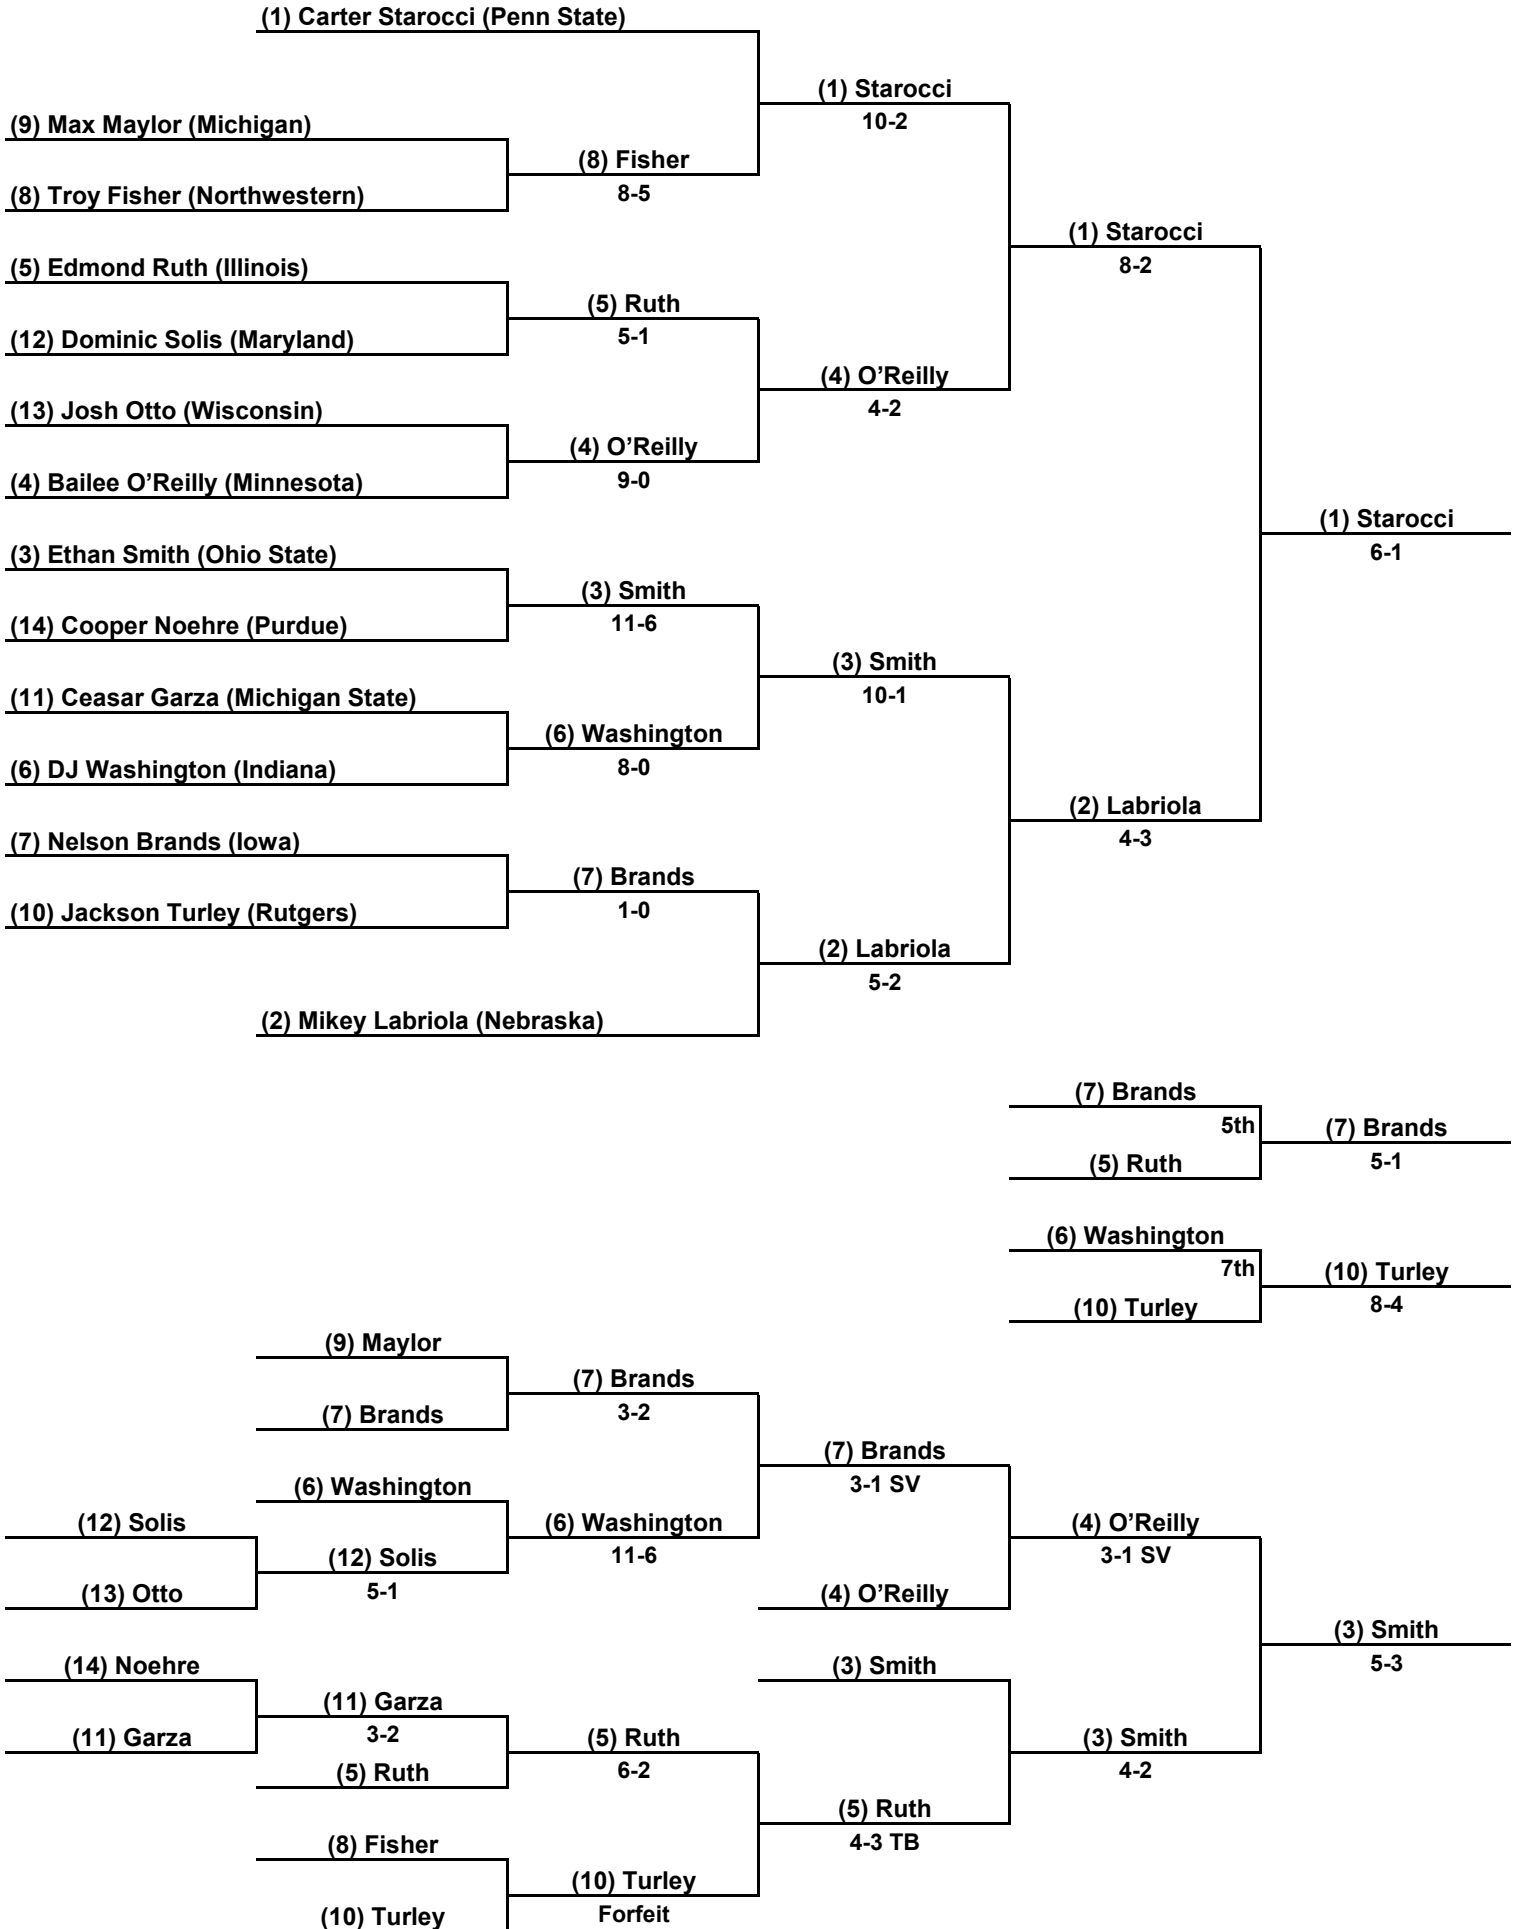 (1) Carter Starocci (Penn State)
(1) Starocci
10-2
(9) Max Maylor (Michigan)
(8) Fisher
8-5
(8) Troy Fisher (Northwestern)
(1) Starocci
8-2
(5) Edmond Ruth (Illinois)
(5) Ruth
5-1
(12) Dominic Solis (Maryland)
(4) O’Reilly
4-2
(13) Josh Otto (Wisconsin)
(4) O’Reilly
9-0
(4) Bailee O’Reilly (Minnesota)
(1) Starocci
6-1
(3) Ethan Smith (Ohio State)
(3) Smith
11-6
(14) Cooper Noehre (Purdue)
(3) Smith
10-1
(11) Ceasar Garza (Michigan State)
(6) Washington
8-0
(6) DJ Washington (Indiana)
(2) Labriola
4-3
(7) Nelson Brands (Iowa)
(7) Brands
1-0
(10) Jackson Turley (Rutgers)
(2) Labriola
5-2
(2) Mikey Labriola (Nebraska)
(7) Brands
5th
(7) Brands
5-1
(5) Ruth
(6) Washington
7th
(10) Turley
8-4
(10) Turley
(9) Maylor
(7) Brands
3-2
(7) Brands
(7) Brands
3-1 SV
(6) Washington
(12) Solis
(6) Washington
11-6
(4) O’Reilly
3-1 SV
(12) Solis
5-1
(13) Otto
(4) O’Reilly
(3) Smith
5-3
(14) Noehre
(3) Smith
(11) Garza
3-2
(11) Garza
(5) Ruth
6-2
(3) Smith
4-2
(5) Ruth
(5) Ruth
4-3 TB
(8) Fisher
(10) Turley
Forfeit
(10) Turley